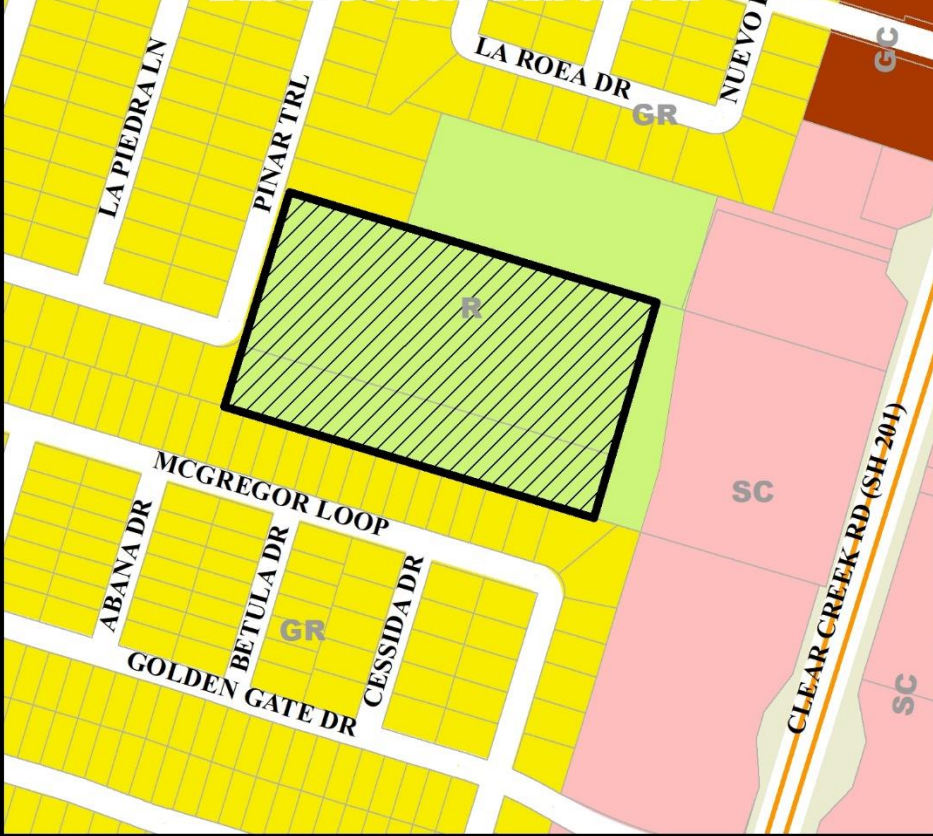 LA PIEDRA LN
PINAR TRL
LA ROEA DR
NUEVO
GC
GR
R
MCGREGOR LOOP
ABANA DR
BETULA DR
CESSIDA DR
GR
GOLDEN GATE DR
SC
CLEAR CREEK RD (SH 201)
SC